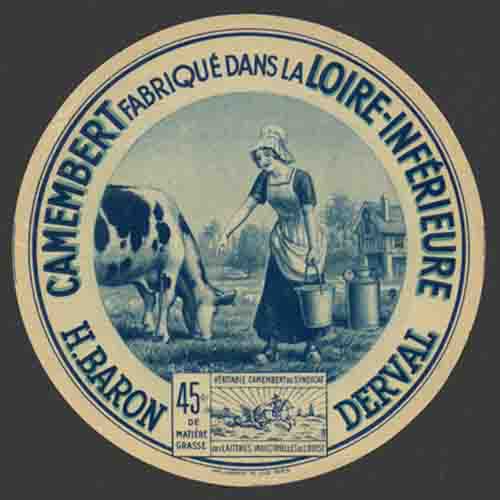 CAMEMBERT FABRIQUÉ DANS LA LOIRE-INFÉRIEURE
H. BARON
DERVAL
45%
DE
MATIÈRE
GRASSE
VÉRITABLE CAMEMBERT DU SYNDICAT
DES LAITERIES INDUSTRIELLES DE L'OUEST